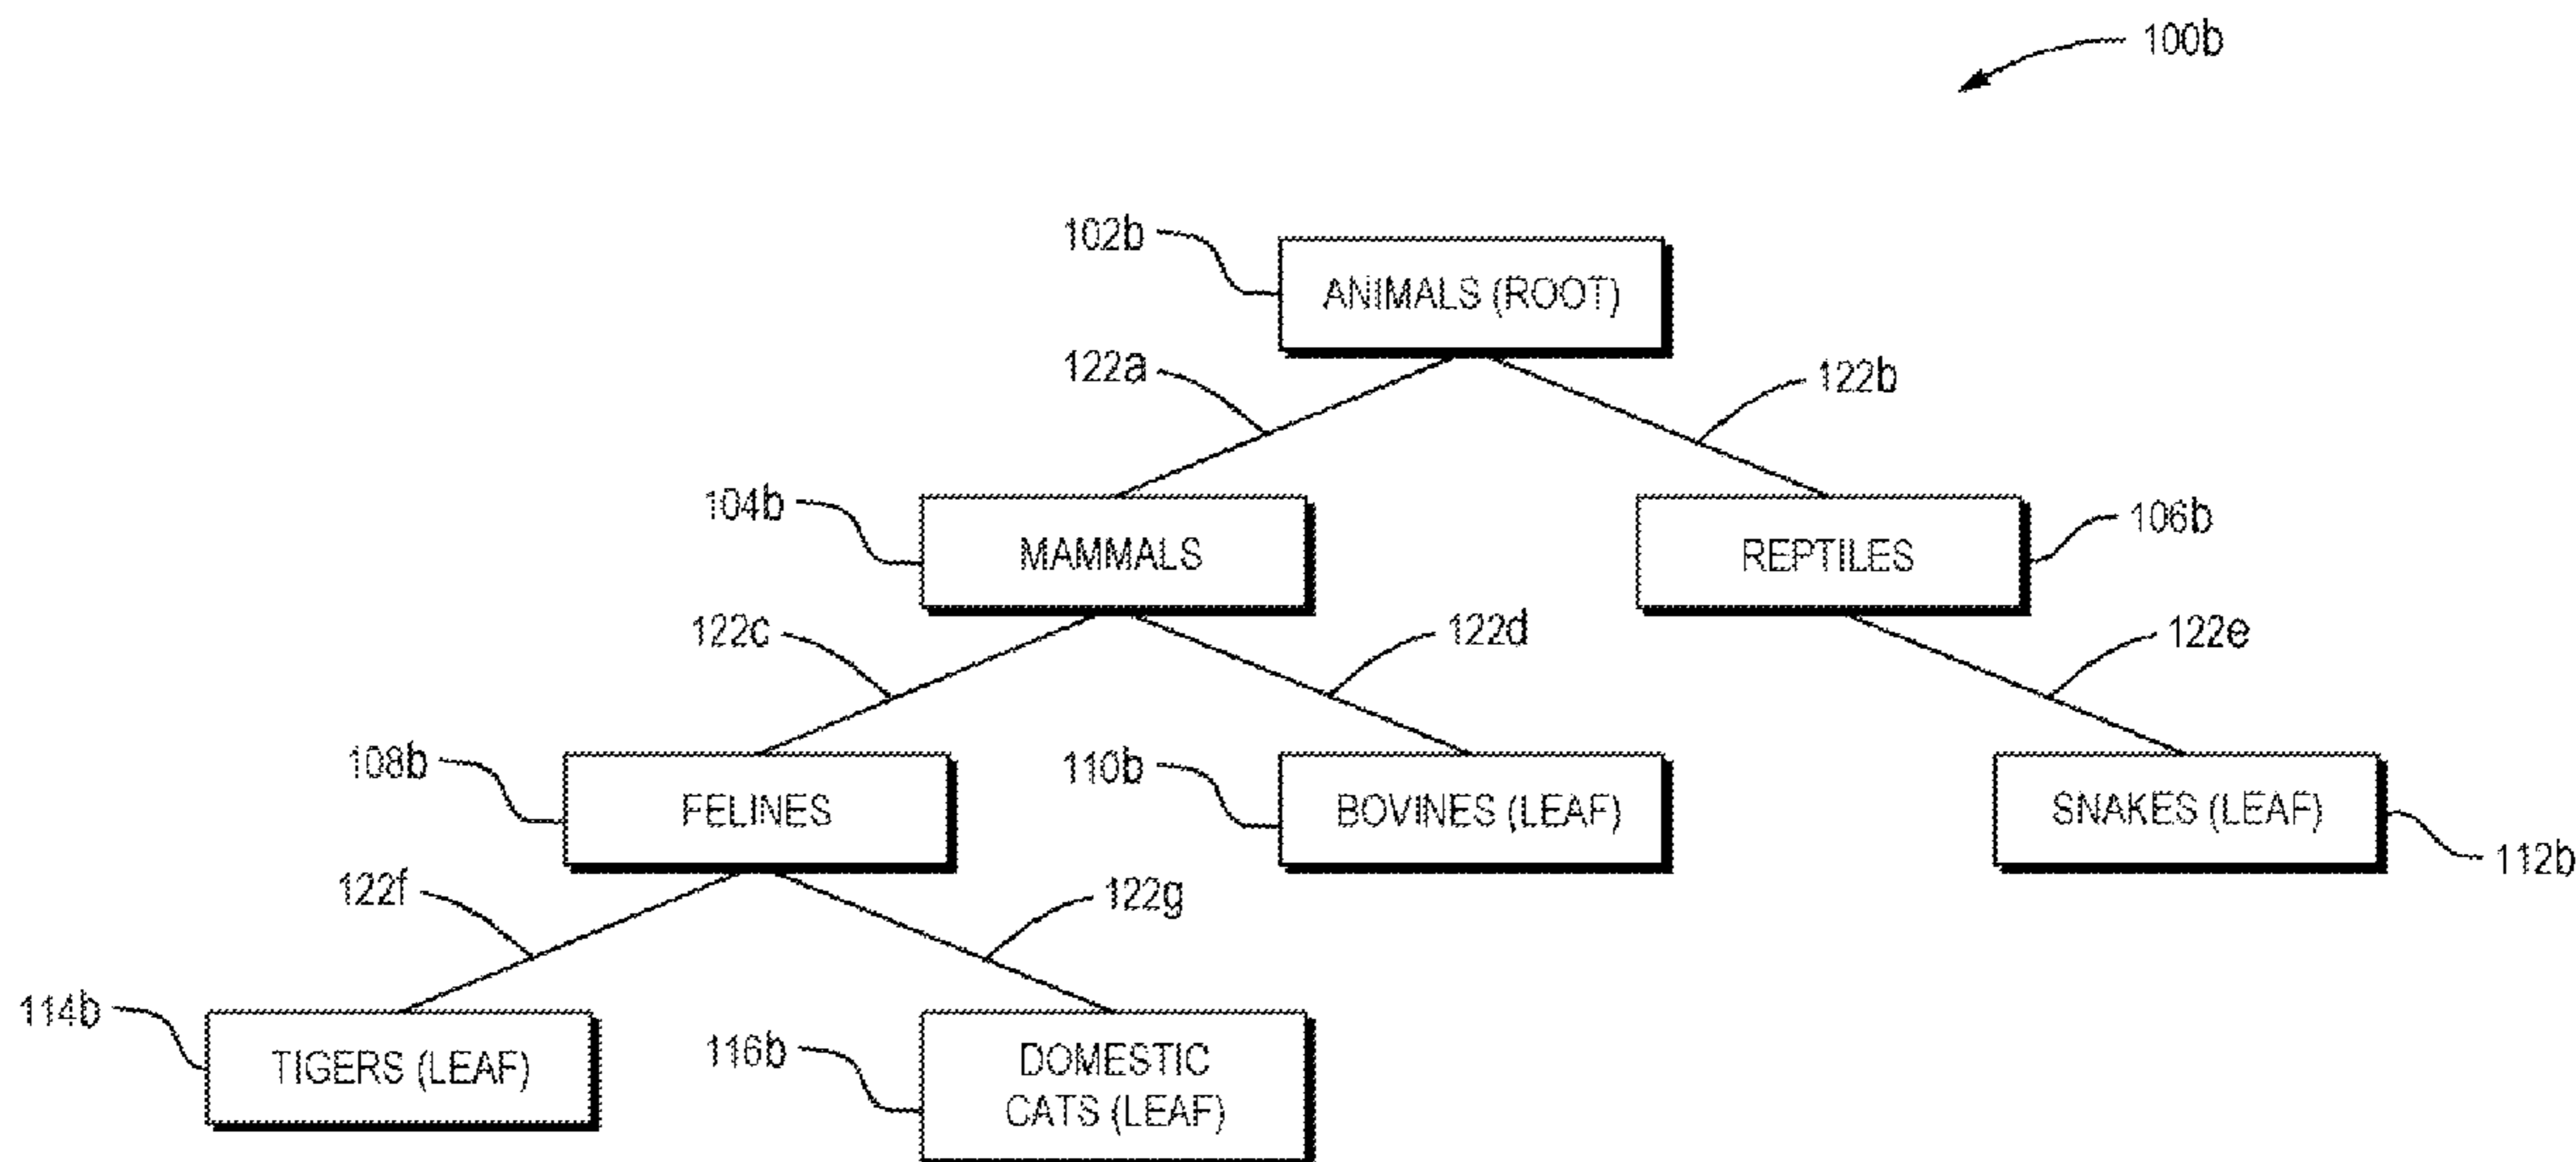 100b
102b
ANIMALS (ROOT)
122a
122b
104b
MAMMALS
REPTILES
106b
122c
122d
122e
108b
FELINES
110b
BOVINES (LEAF)
SNAKES (LEAF)
112b
122f
122g
114b
TIGERS (LEAF)
116b
DOMESTIC
CATS (LEAF)